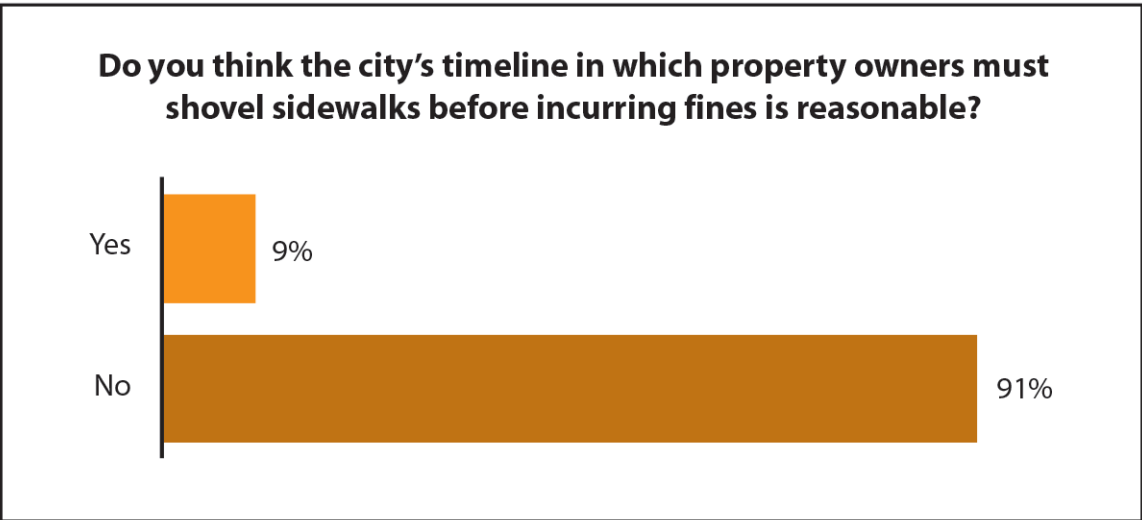 Do you think the city’s timeline in which property owners must
shovel sidewalks before incurring fines is reasonable?
Yes
9%
No
91%